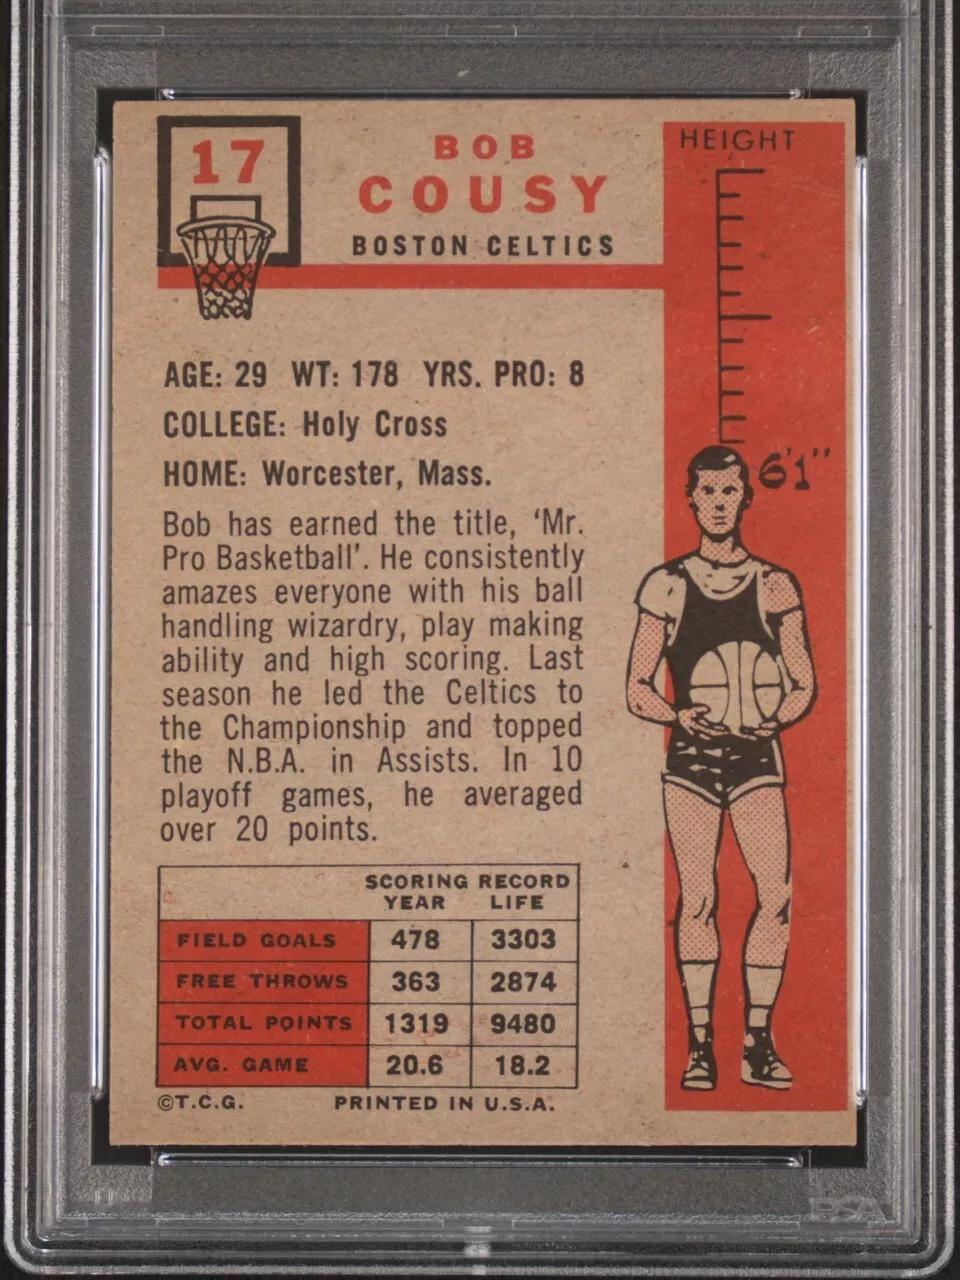 17
BOB
COUSY
BOSTON CELTICS
HEIGHT
6'1"
AGE: 29 WT: 178 YRS. PRO: 8
COLLEGE: Holy Cross
HOME: Worcester, Mass.
Bob has earned the title, 'Mr.
Pro Basketball'. He consistently
amazes everyone with his ball
handling wizardry, play making
ability and high scoring. Last
season he led the Celtics to
the Championship and topped
the N.B.A. in Assists. In 10
playoff games, he averaged
over 20 points.
SCORING RECORD
YEAR LIFE
FIELD GOALS 478 3303
FREE THROWS 363 2874
TOTAL POINTS 1319 9480
AVG. GAME 20.6 18.2
©T.C.G. PRINTED IN U.S.A.
PSA